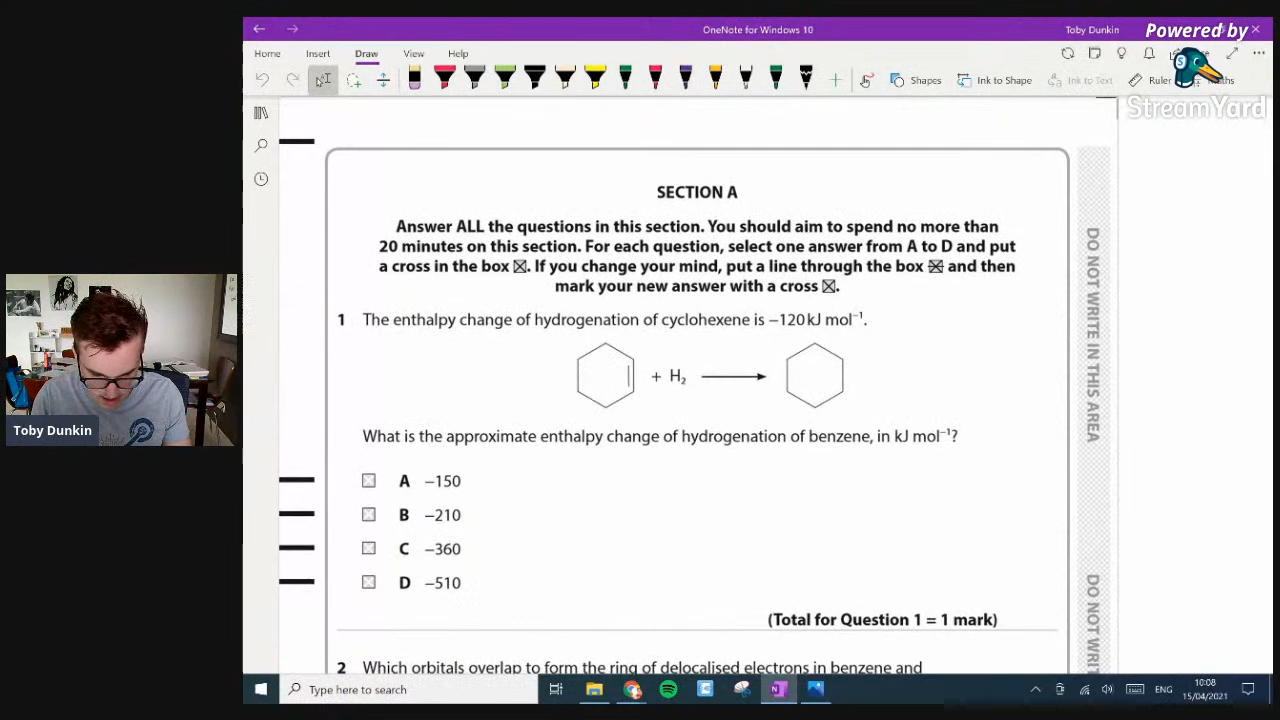 OneNote for Windows 10
Toby Dunkin
Powered by
StreamYard
Home Insert Draw View Help
Shapes Ink to Shape Ink to Text Ruler
SECTION A
Answer ALL the questions in this section. You should aim to spend no more than
20 minutes on this section. For each question, select one answer from A to D and put
a cross in the box ☒. If you change your mind, put a line through the box and then
mark your new answer with a cross ☒.
1 The enthalpy change of hydrogenation of cyclohexene is −120 kJ mol⁻¹.
+ H₂
What is the approximate enthalpy change of hydrogenation of benzene, in kJ mol⁻¹?
A −150
B −210
C −360
D −510
(Total for Question 1 = 1 mark)
2 Which orbitals overlap to form the ring of delocalised electrons in benzene and
DO NOT WRITE IN THIS AREA
DO NOT WRI
Toby Dunkin
Type here to search
ENG
10:08
15/04/2021